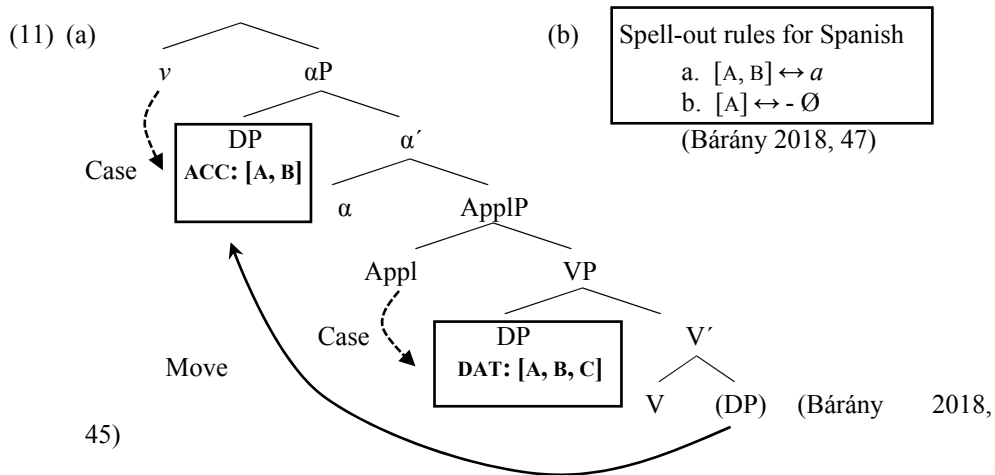 (11) (a)
(b)
Spell-out rules for Spanish
a. [A, B] ↔ a
b. [A] ↔ - Ø
(Bárány 2018, 47)
v αP
DP α´
Case ACC: [A, B]
α ApplP
Appl VP
Case DP V´
Move DAT: [A, B, C]
V (DP) (Bárány 2018,
45)